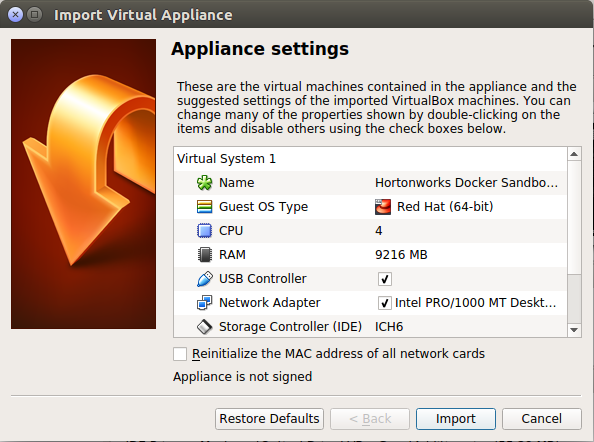 Import Virtual Appliance
Appliance settings
These are the virtual machines contained in the appliance and the
suggested settings of the imported VirtualBox machines. You can
change many of the properties shown by double-clicking on the
items and disable others using the check boxes below.
Virtual System 1
Name Hortonworks Docker Sandbo...
Guest OS Type Red Hat (64-bit)
CPU 4
RAM 9216 MB
USB Controller
Network Adapter Intel PRO/1000 MT Deskt...
Storage Controller (IDE) ICH6
Reinitialize the MAC address of all network cards
Appliance is not signed
Restore Defaults < Back Import Cancel